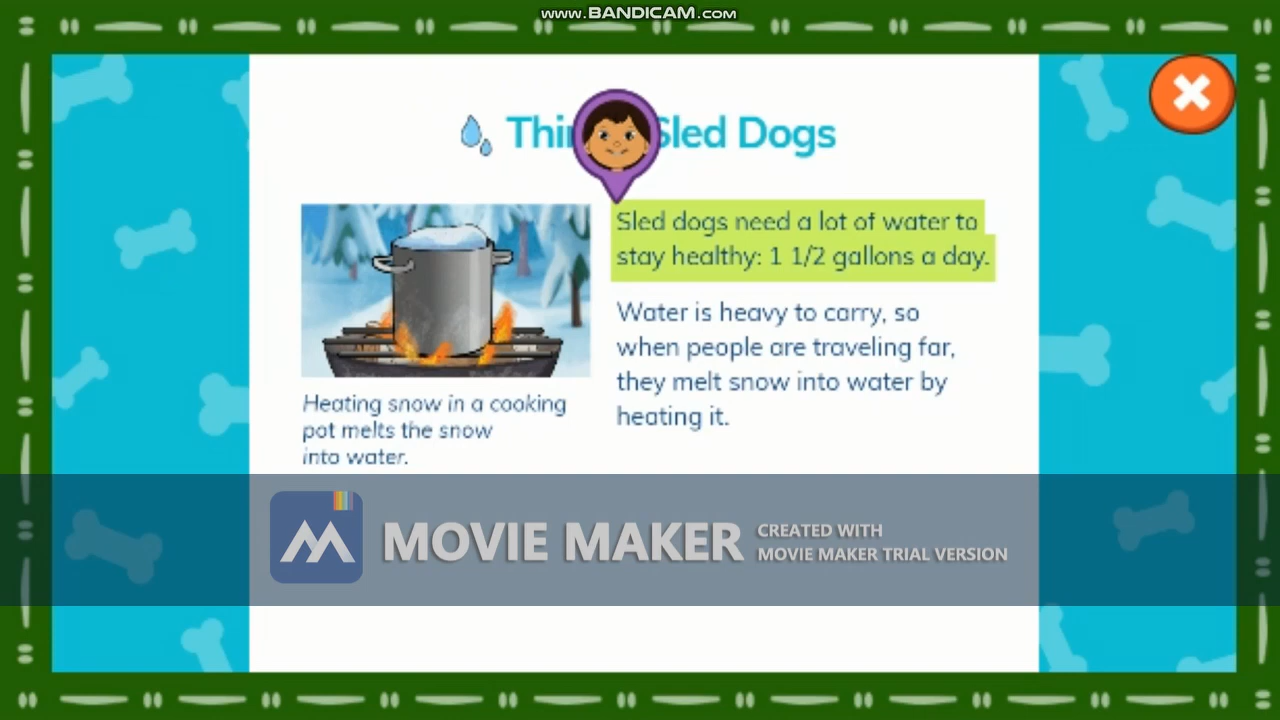 www.BANDICAM.com
Sled Dogs
Sled dogs need a lot of water to
stay healthy: 1 1/2 gallons a day.
Water is heavy to carry, so
when people are traveling far,
they melt snow into water by
heating it.
Heating snow in a cooking
pot melts the snow
into water.
MOVIE MAKER
CREATED WITH
MOVIE MAKER TRIAL VERSION